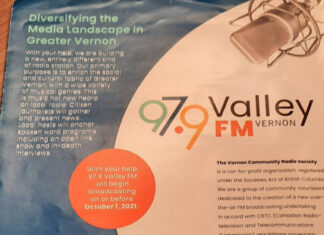 Diversifying the
Media Landscape in
Greater Vernon
With your help, we are building
a new, entirely different kind
of radio station. Our primary
purpose is to enrich the social
and cultural fabric of Greater
Vernon, with a wide variety
of musical genres. This
is music not now heard
on local radio. Citizen
journalists will gather
and present news.
Local hosts will anchor
spoken word programs
including an open line
show and in-depth
interviews.
With your help,
97.9 Valley FM
will begin
broadcasting
on or before
October 1, 2021.
97.9 Valley
FM VERNON
The Vernon Community Radio Society
is a not-for-profit organization, registered
under the Societies Act of British Columbia
We are a group of community volunteers
dedicated to the creation of a new over-
the-air FM broadcasting undertaking.
In accord with CRTC (Canadian Radio-
television and Telecommunications